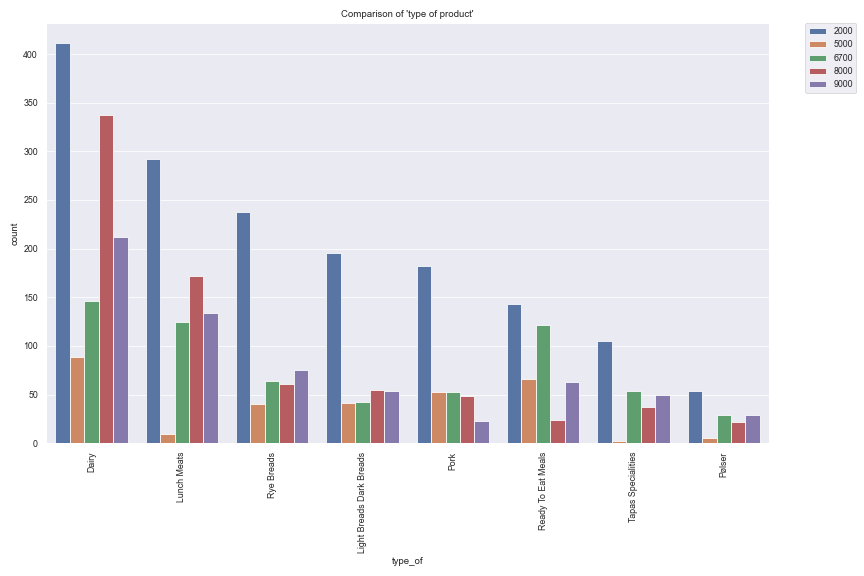 Comparison of 'type of product'
2000
5000
6700
8000
9000
count
400
350
300
250
200
150
100
50
0
Dairy
Lunch Meats
Rye Breads
Light Breads Dark Breads
Pork
Ready To Eat Meals
Tapas Specialities
Pølser
type_of